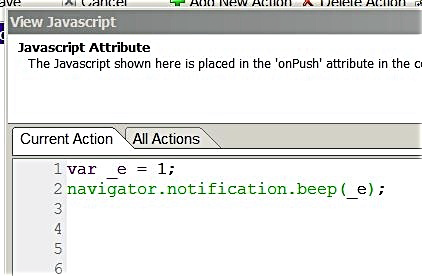 Cancel Add New Action Delete Action
View Javascript
Javascript Attribute
The Javascript shown here is placed in the 'onPush' attribute in the
Current Action All Actions
1 var _e = 1;
2 navigator.notification.beep(_e);
3
4
5
6